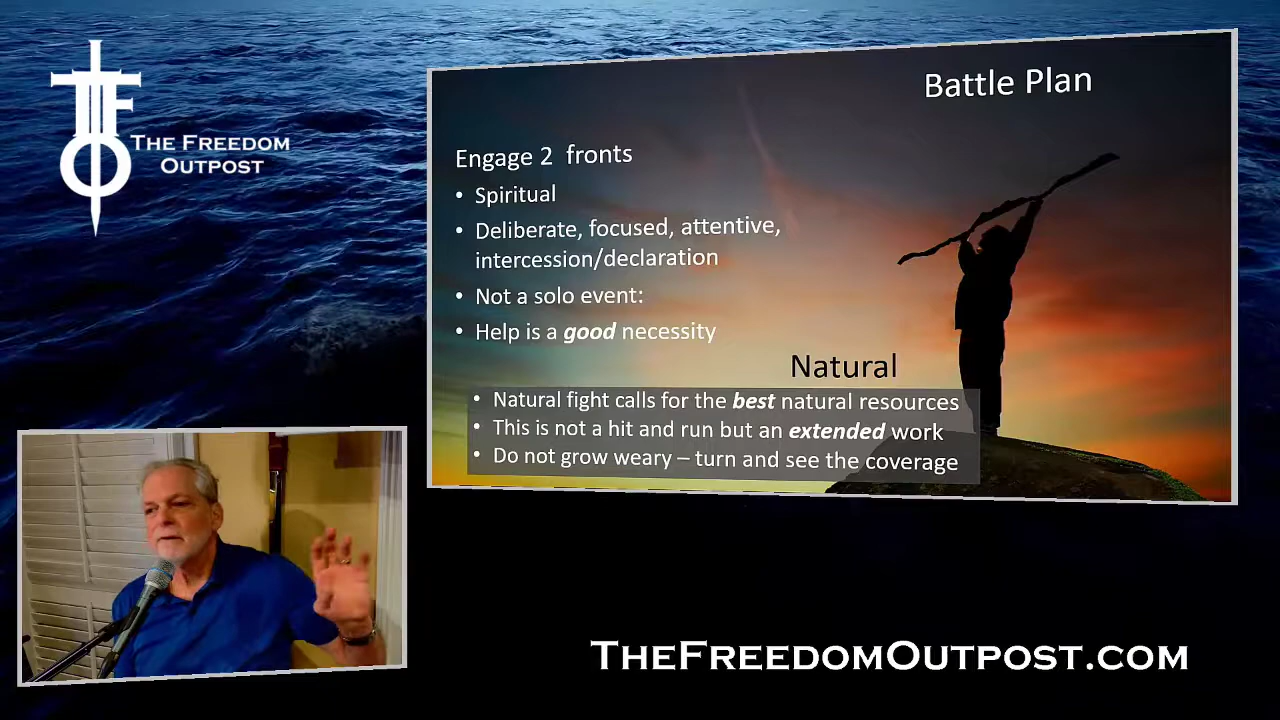 The Freedom
Outpost
Battle Plan
Engage 2 fronts
• Spiritual
• Deliberate, focused, attentive,
intercession/declaration
• Not a solo event:
• Help is a good necessity
Natural
• Natural fight calls for the best natural resources
• This is not a hit and run but an extended work
• Do not grow weary – turn and see the coverage
TheFreedomOutpost.com